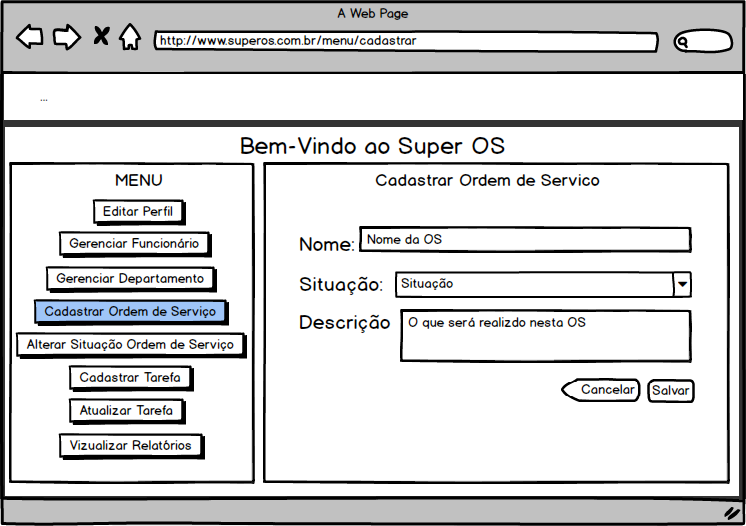 A Web Page
http://www.superos.com.br/menu/cadastrar
...
Bem-Vindo ao Super OS
MENU
Editar Perfil
Gerenciar Funcionário
Gerenciar Departamento
Cadastrar Ordem de Serviço
Alterar Situação Ordem de Serviço
Cadastrar Tarefa
Atualizar Tarefa
Vizualizar Relatórios
Cadastrar Ordem de Servico
Nome: Nome da OS
Situação: Situação
Descrição O que será realizdo nesta OS
Cancelar Salvar